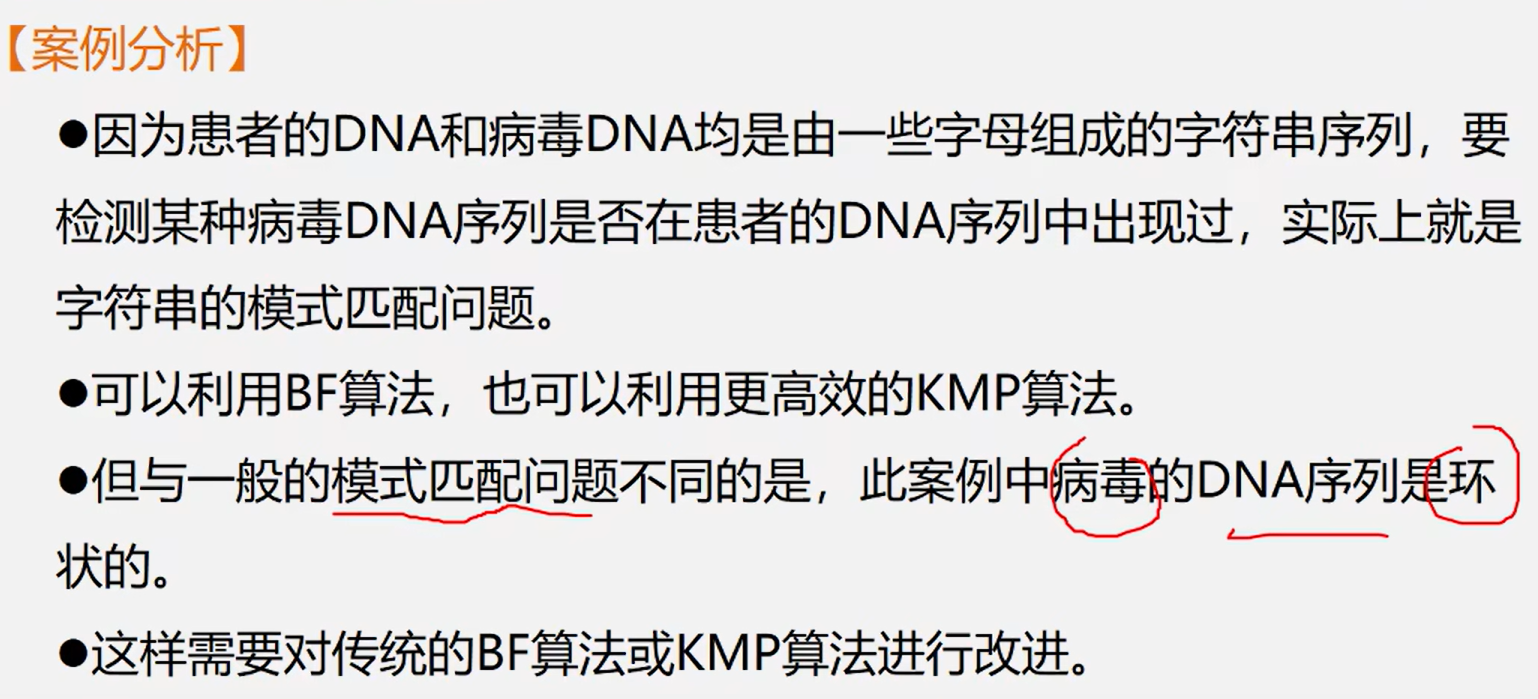 【案例分析】
●因为患者的DNA和病毒DNA均是由一些字母组成的字符串序列，要
检测某种病毒DNA序列是否在患者的DNA序列中出现过，实际上就是
字符串的模式匹配问题。
●可以利用BF算法，也可以利用更高效的KMP算法。
●但与一般的模式匹配问题不同的是，此案例中病毒的DNA序列是环
状的。
●这样需要对传统的BF算法或KMP算法进行改进。